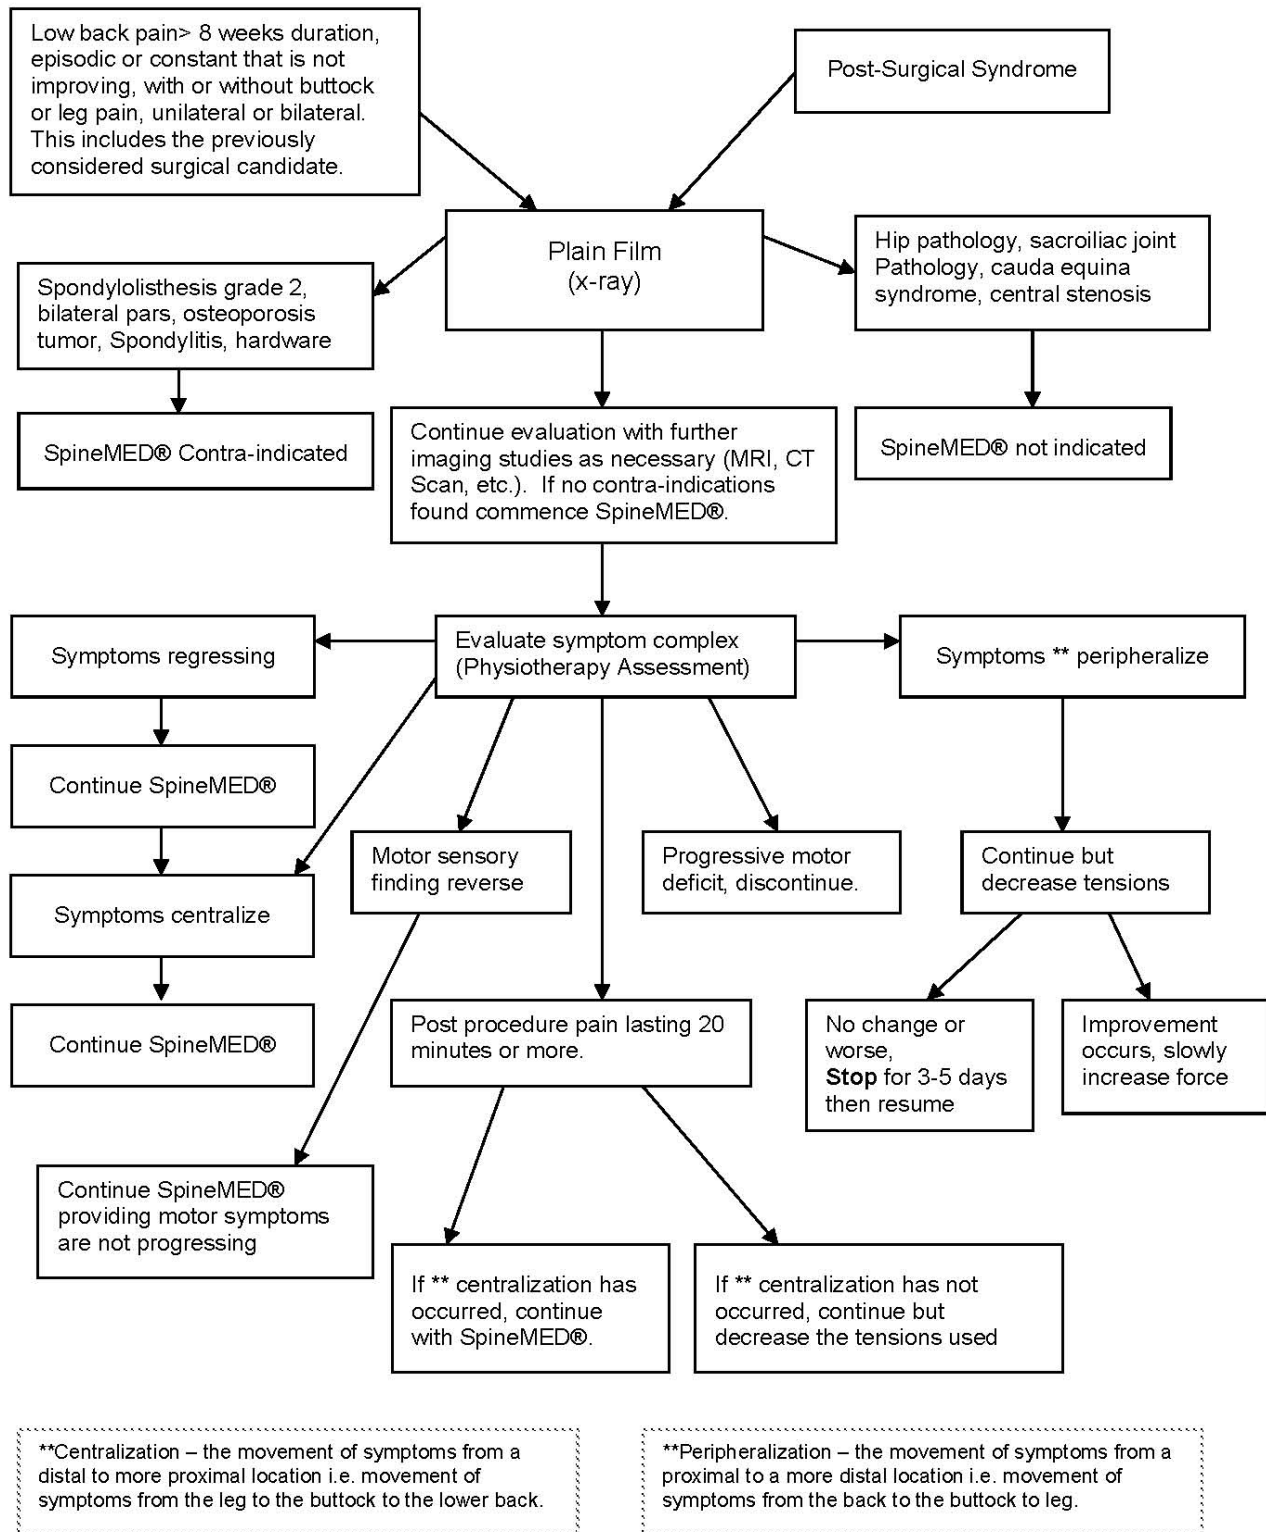 Low back pain> 8 weeks duration,
episodic or constant that is not
improving, with or without buttock
or leg pain, unilateral or bilateral.
This includes the previously
considered surgical candidate.
Post-Surgical Syndrome
Plain Film
(x-ray)
Spondylolisthesis grade 2,
bilateral pars, osteoporosis
tumor, Spondylitis, hardware
Hip pathology, sacroiliac joint
Pathology, cauda equina
syndrome, central stenosis
SpineMED® Contra-indicated
Continue evaluation with further
imaging studies as necessary (MRI, CT
Scan, etc.).  If no contra-indications
found commence SpineMED®.
SpineMED® not indicated
Symptoms regressing
Evaluate symptom complex
(Physiotherapy Assessment)
Symptoms ** peripheralize
Continue SpineMED®
Motor sensory
finding reverse
Progressive motor
deficit, discontinue.
Continue but
decrease tensions
Symptoms centralize
Continue SpineMED®
Post procedure pain lasting 20
minutes or more.
No change or
worse,
Stop for 3-5 days
then resume
Improvement
occurs, slowly
increase force
Continue SpineMED®
providing motor symptoms
are not progressing
If ** centralization has
occurred, continue
with SpineMED®.
If ** centralization has not
occurred, continue but
decrease the tensions used
**Centralization – the movement of symptoms from a
distal to more proximal location i.e. movement of
symptoms from the leg to the buttock to the lower back.
**Peripheralization – the movement of symptoms from a
proximal to a more distal location i.e. movement of
symptoms from the back to the buttock to leg.